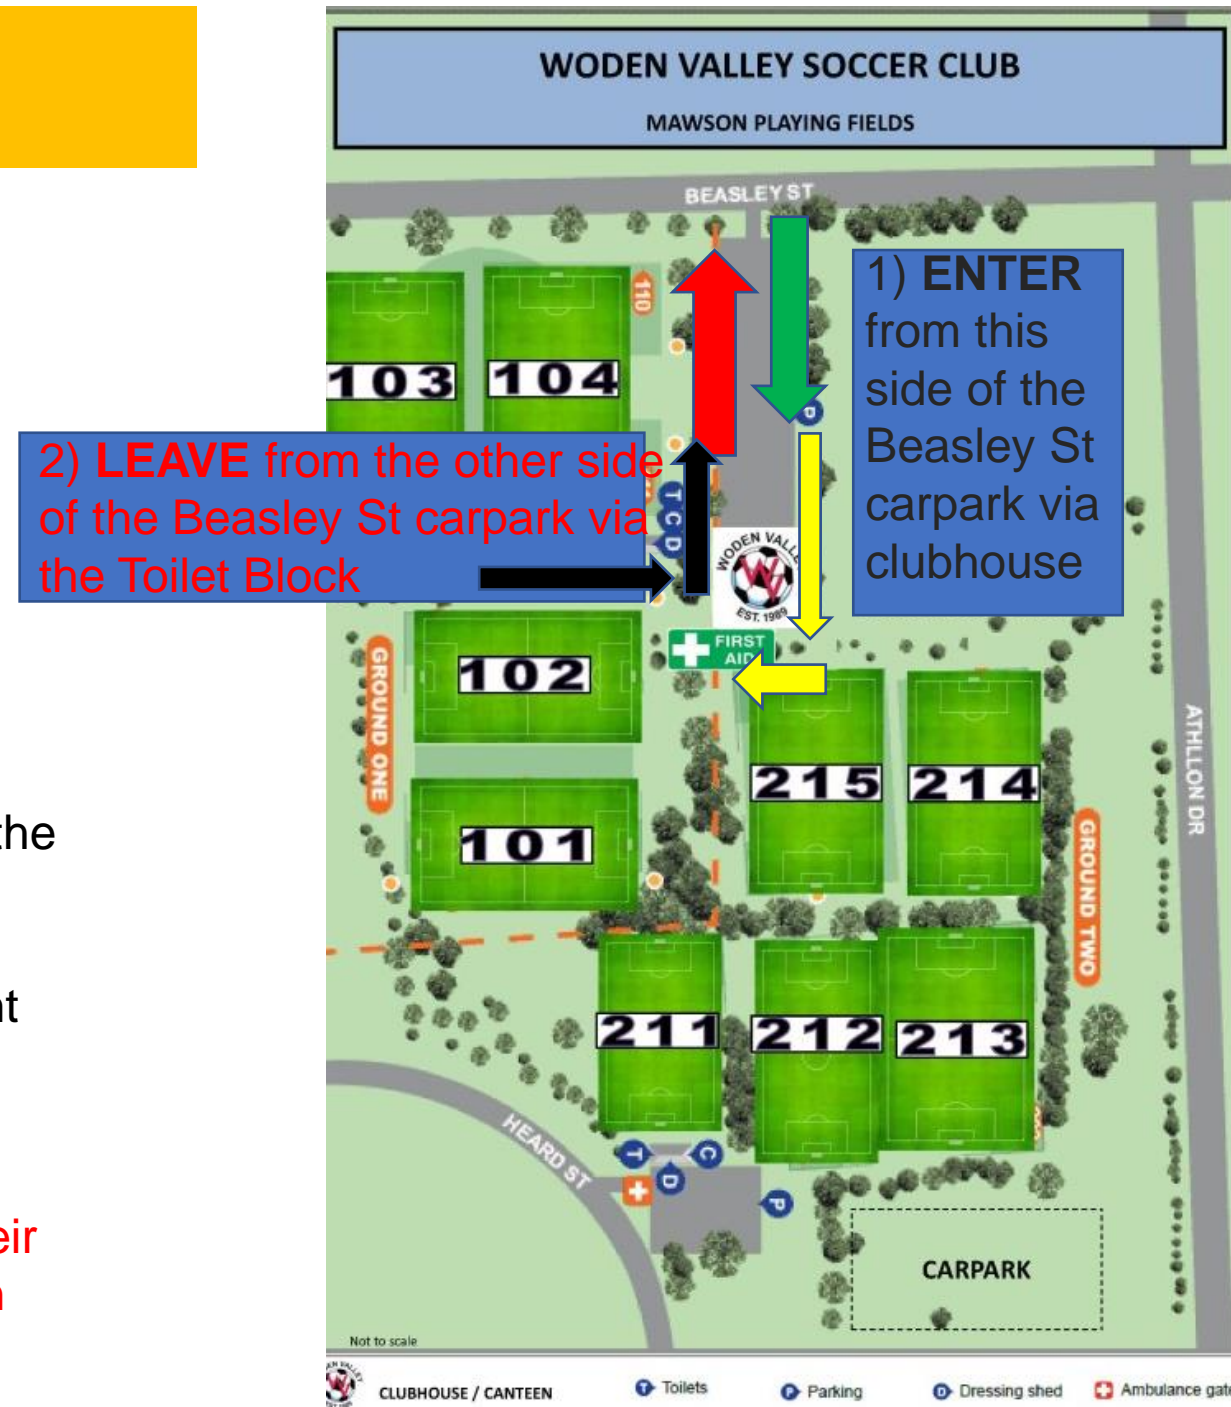 WODEN VALLEY SOCCER CLUB
MAWSON PLAYING FIELDS
BEASLEY ST
1) ENTER
from this
side of the
Beasley St
carpark via
clubhouse
110
103
104
P
2) LEAVE from the other side
of the Beasley St carpark via
the Toilet Block
T
C
D
WODEN VALLE
EST. 1989
FIRST
AID
GROUND ONE
102
101
215
214
ATHLLON DR
GROUND TWO
the
nt
eir
n
211
212
213
HEARD ST
T
C
D
P
CARPARK
Not to scale
CLUBHOUSE / CANTEEN
T Toilets
P Parking
D Dressing shed
Ambulance gate